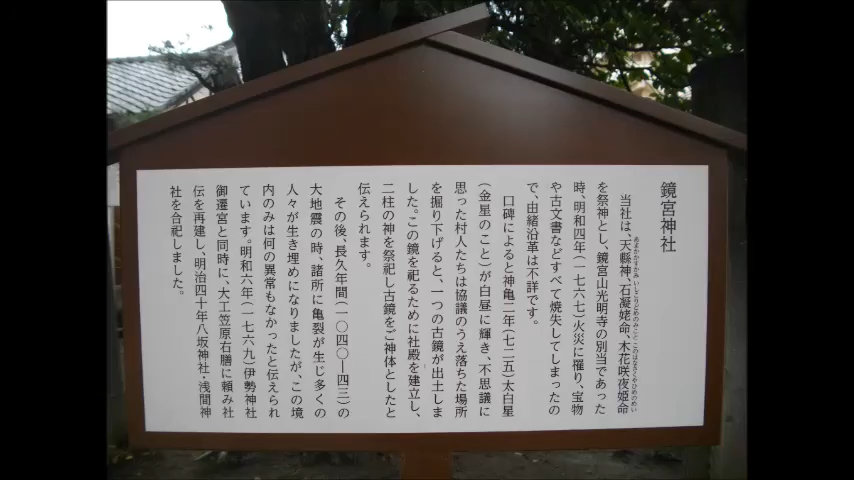 鏡宮神社
当社は、天縣神、石凝姥命、木花咲夜姫命
を祭神とし、鏡宮山光明寺の別当であった
時、明和四年(一七六七)火災に罹り、宝物
や古文書などすべて焼失してしまったの
で、由緒沿革は不詳です。
口碑によると神亀二年(七二五)太白星
(金星のこと)が白昼に輝き、不思議に
思った村人たちは協議のうえ落ちた場所
を掘り下げると、一つの古鏡が出土しま
した。この鏡を祀るために社殿を建立し、
二柱の神を祭祀し古鏡をご神体としたと
伝えられます。
その後、長久年間(一〇四〇―四三)の
大地震の時、諸所に亀裂が生じ多くの
人々が生き埋めになりましたが、この境
内のみは何の異常もなかったと伝えられ
ています。明和六年(一七六九)伊勢神社
御遷宮と同時に、大工笠原右膳に頼み社
伝を再建し、明治四十年八坂神社・浅間神
社を合祀しました。